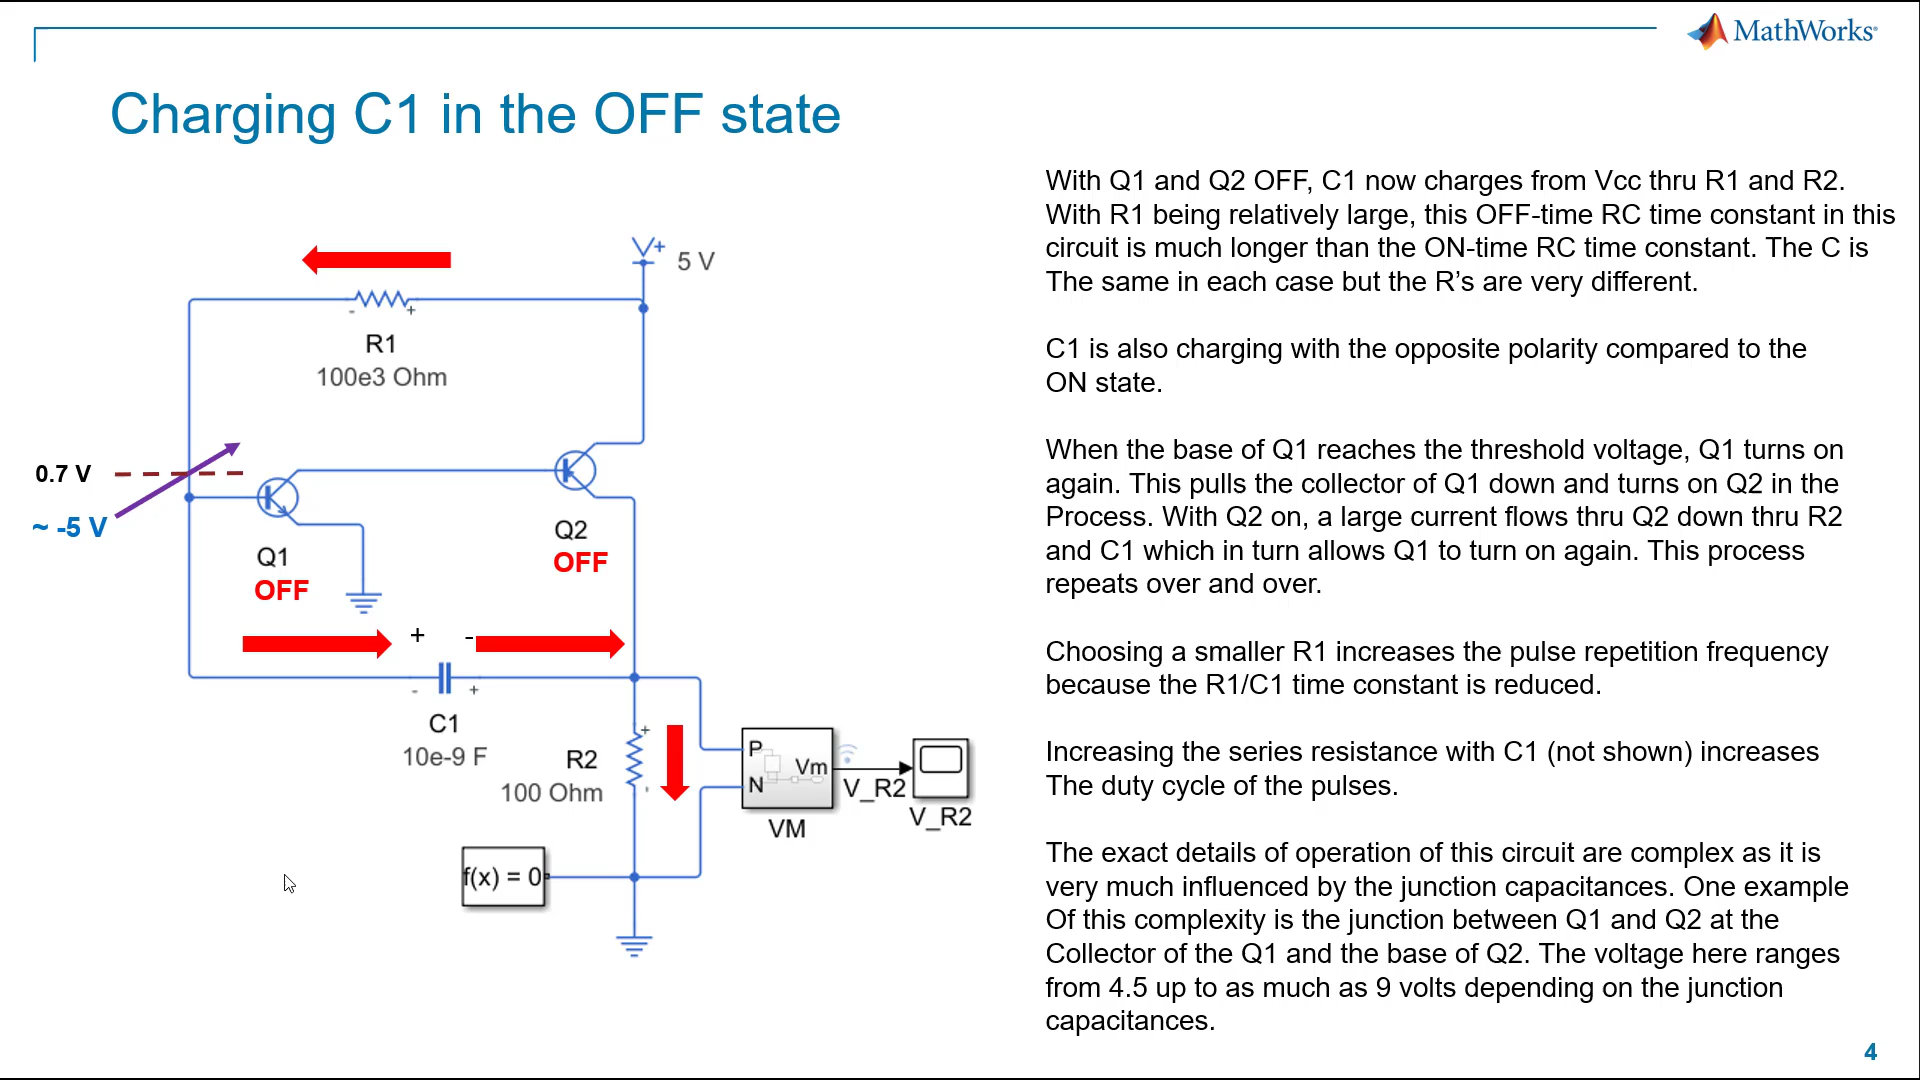 MathWorks®
Charging C1 in the OFF state
With Q1 and Q2 OFF, C1 now charges from Vcc thru R1 and R2.
With R1 being relatively large, this OFF-time RC time constant in this
circuit is much longer than the ON-time RC time constant. The C is
The same in each case but the R’s are very different.
C1 is also charging with the opposite polarity compared to the
ON state.
When the base of Q1 reaches the threshold voltage, Q1 turns on
again. This pulls the collector of Q1 down and turns on Q2 in the
Process. With Q2 on, a large current flows thru Q2 down thru R2
and C1 which in turn allows Q1 to turn on again. This process
repeats over and over.
Choosing a smaller R1 increases the pulse repetition frequency
because the R1/C1 time constant is reduced.
Increasing the series resistance with C1 (not shown) increases
The duty cycle of the pulses.
The exact details of operation of this circuit are complex as it is
very much influenced by the junction capacitances. One example
Of this complexity is the junction between Q1 and Q2 at the
Collector of the Q1 and the base of Q2. The voltage here ranges
from 4.5 up to as much as 9 volts depending on the junction
capacitances.
V+
5 V
- +
R1
100e3 Ohm
0.7 V
~ -5 V
Q1
OFF
Q2
OFF
+ -
- +
C1
10e-9 F
+
R2
100 Ohm
-
P
N
Vm
VM
V_R2
V_R2
f(x) = 0
4